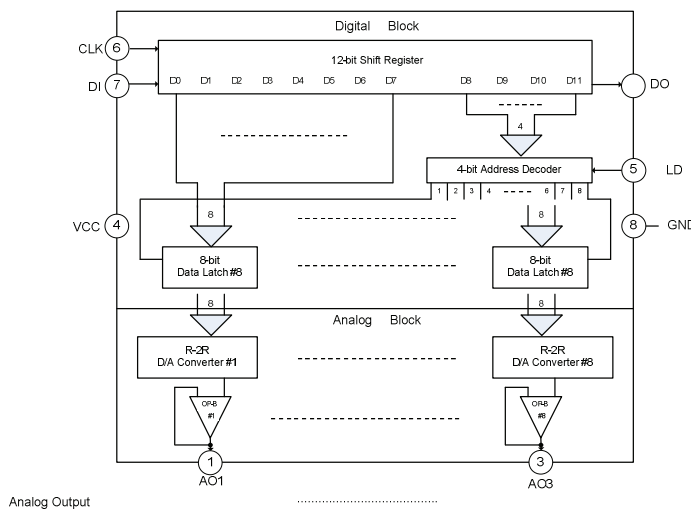 Digital Block
CLK 6
12-bit Shift Register
DI 7
D0 D1 D2 D3 D4 D5 D6 D7 D8 D9 D10 D11
DO
4
4-bit Address Decoder
5 LD
1 2 3 4 6 7 8
VCC 4
8
8
8 GND
8-bit
Data Latch #8
8-bit
Data Latch #8
8
8
Analog Block
R-2R
D/A Converter #1
R-2R
D/A Converter #8
OP-B
#1
OP-B
#8
1
3
AO1
AO3
Analog Output